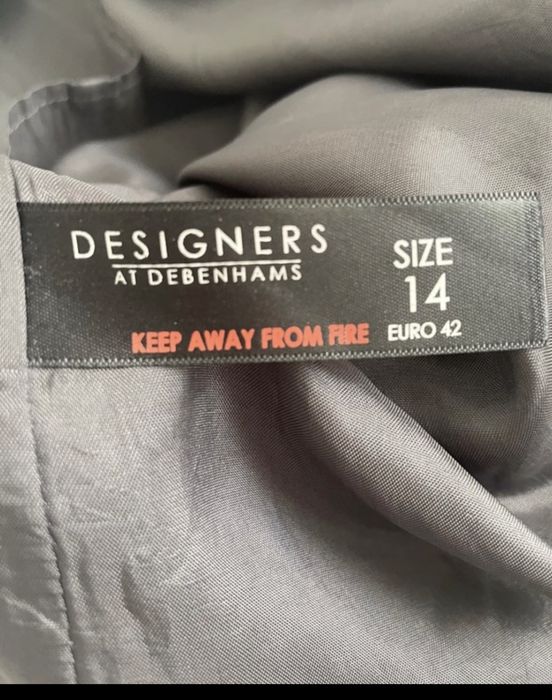 DESIGNERS
AT DEBENHAMS
SIZE
14
KEEP AWAY FROM FIRE
EURO 42